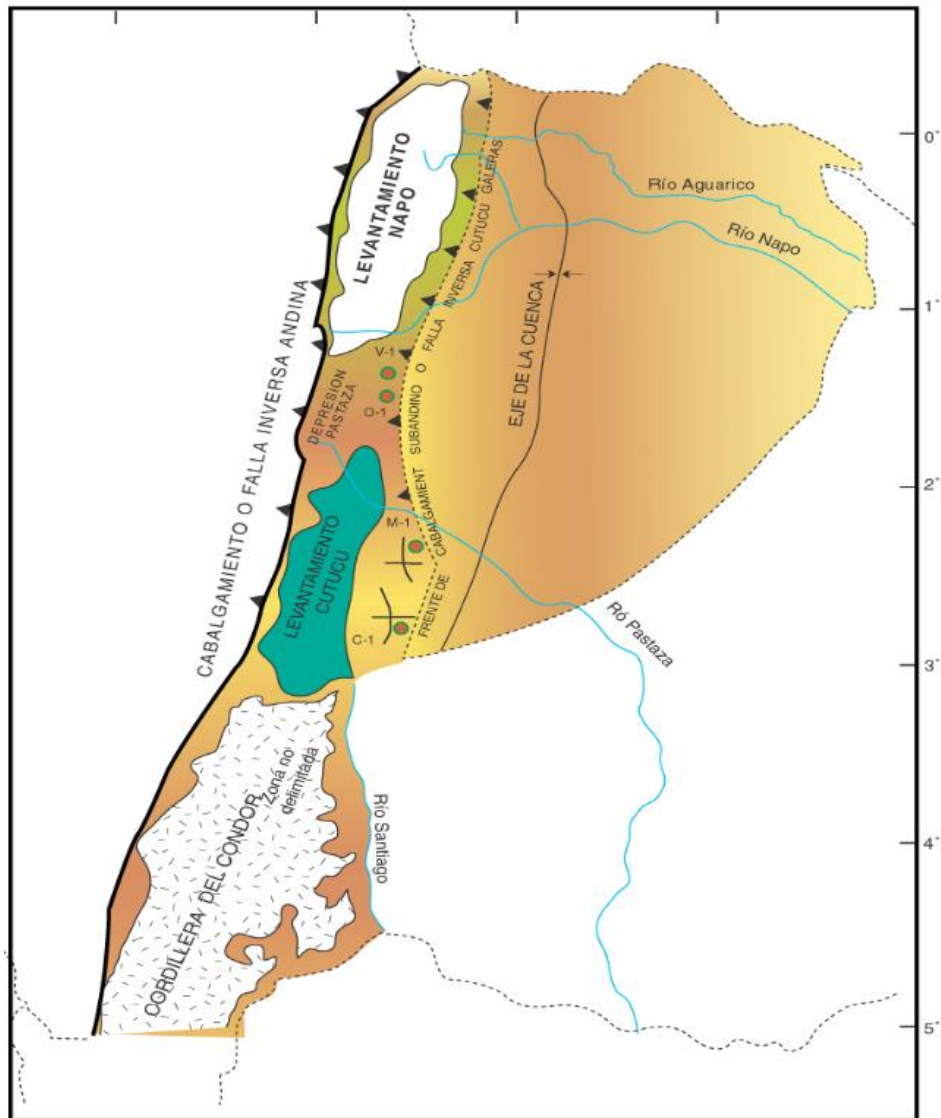 0°
LEVANTAMIENTO
NAPO
Río Aguarico
Río Napo
1°
CABALGAMIENTO O FALLA INVERSA ANDINA
FRENTE DE CABALGAMIENT SUBANDINO O FALLA INVERSA CUTUCU GALERAS
EJE DE LA CUENCA
V-1
O-1
DEPRESION
PASTAZA
2°
M-1
LEVANTAMIENTO
CUTUCU
C-1
Ró Pastaza
3°
Zona no
delimitada
CORDILLERA DEL CONDOR
Río Santiago
4°
5°